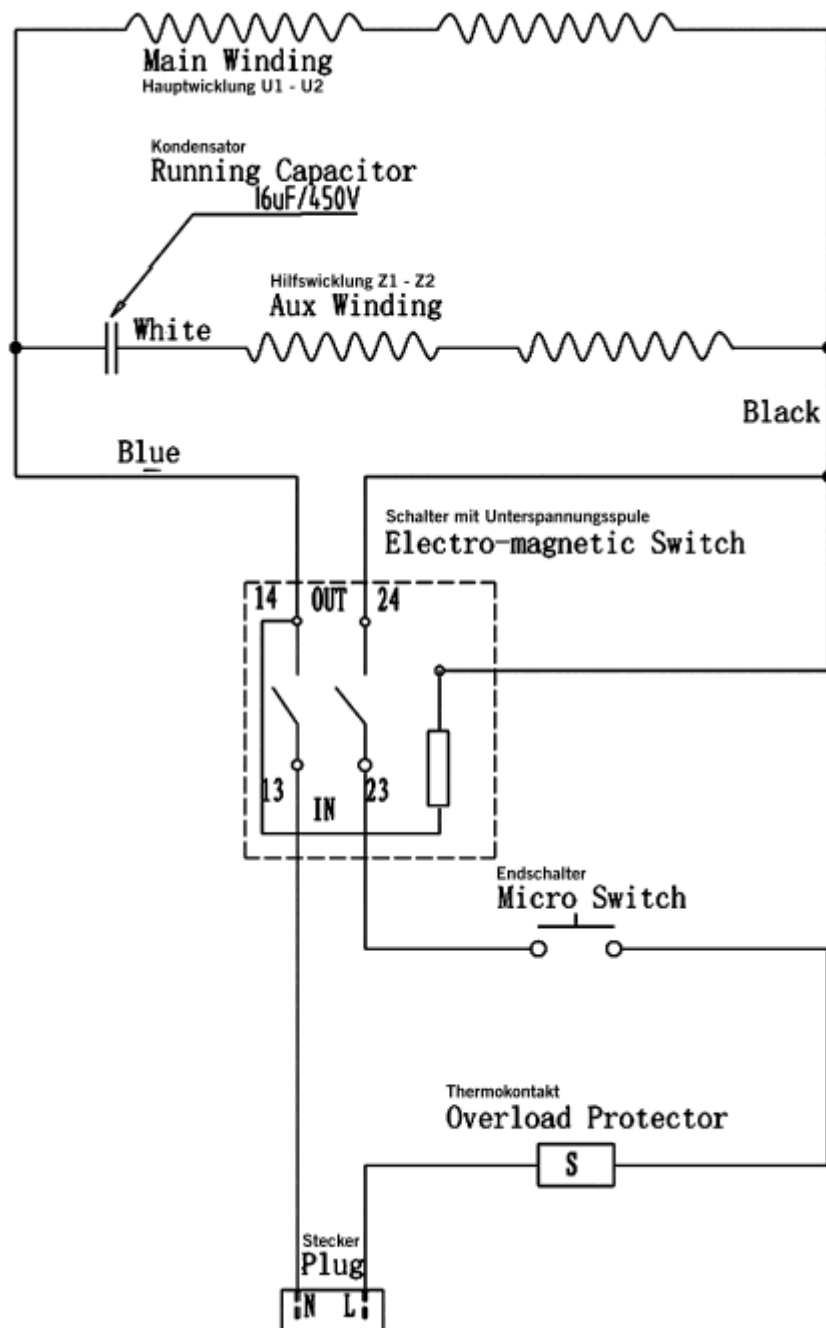 Main Winding
Hauptwicklung U1 - U2
Kondensator
Running Capacitor
16uF/450V
Hilfswicklung Z1 - Z2
Aux Winding
White
Black
Blue
Schalter mit Unterspannungsspule
Electro-magnetic Switch
14 OUT 24
13 23
IN
Endschalter
Micro Switch
Thermokontakt
Overload Protector
S
Stecker
Plug
N L